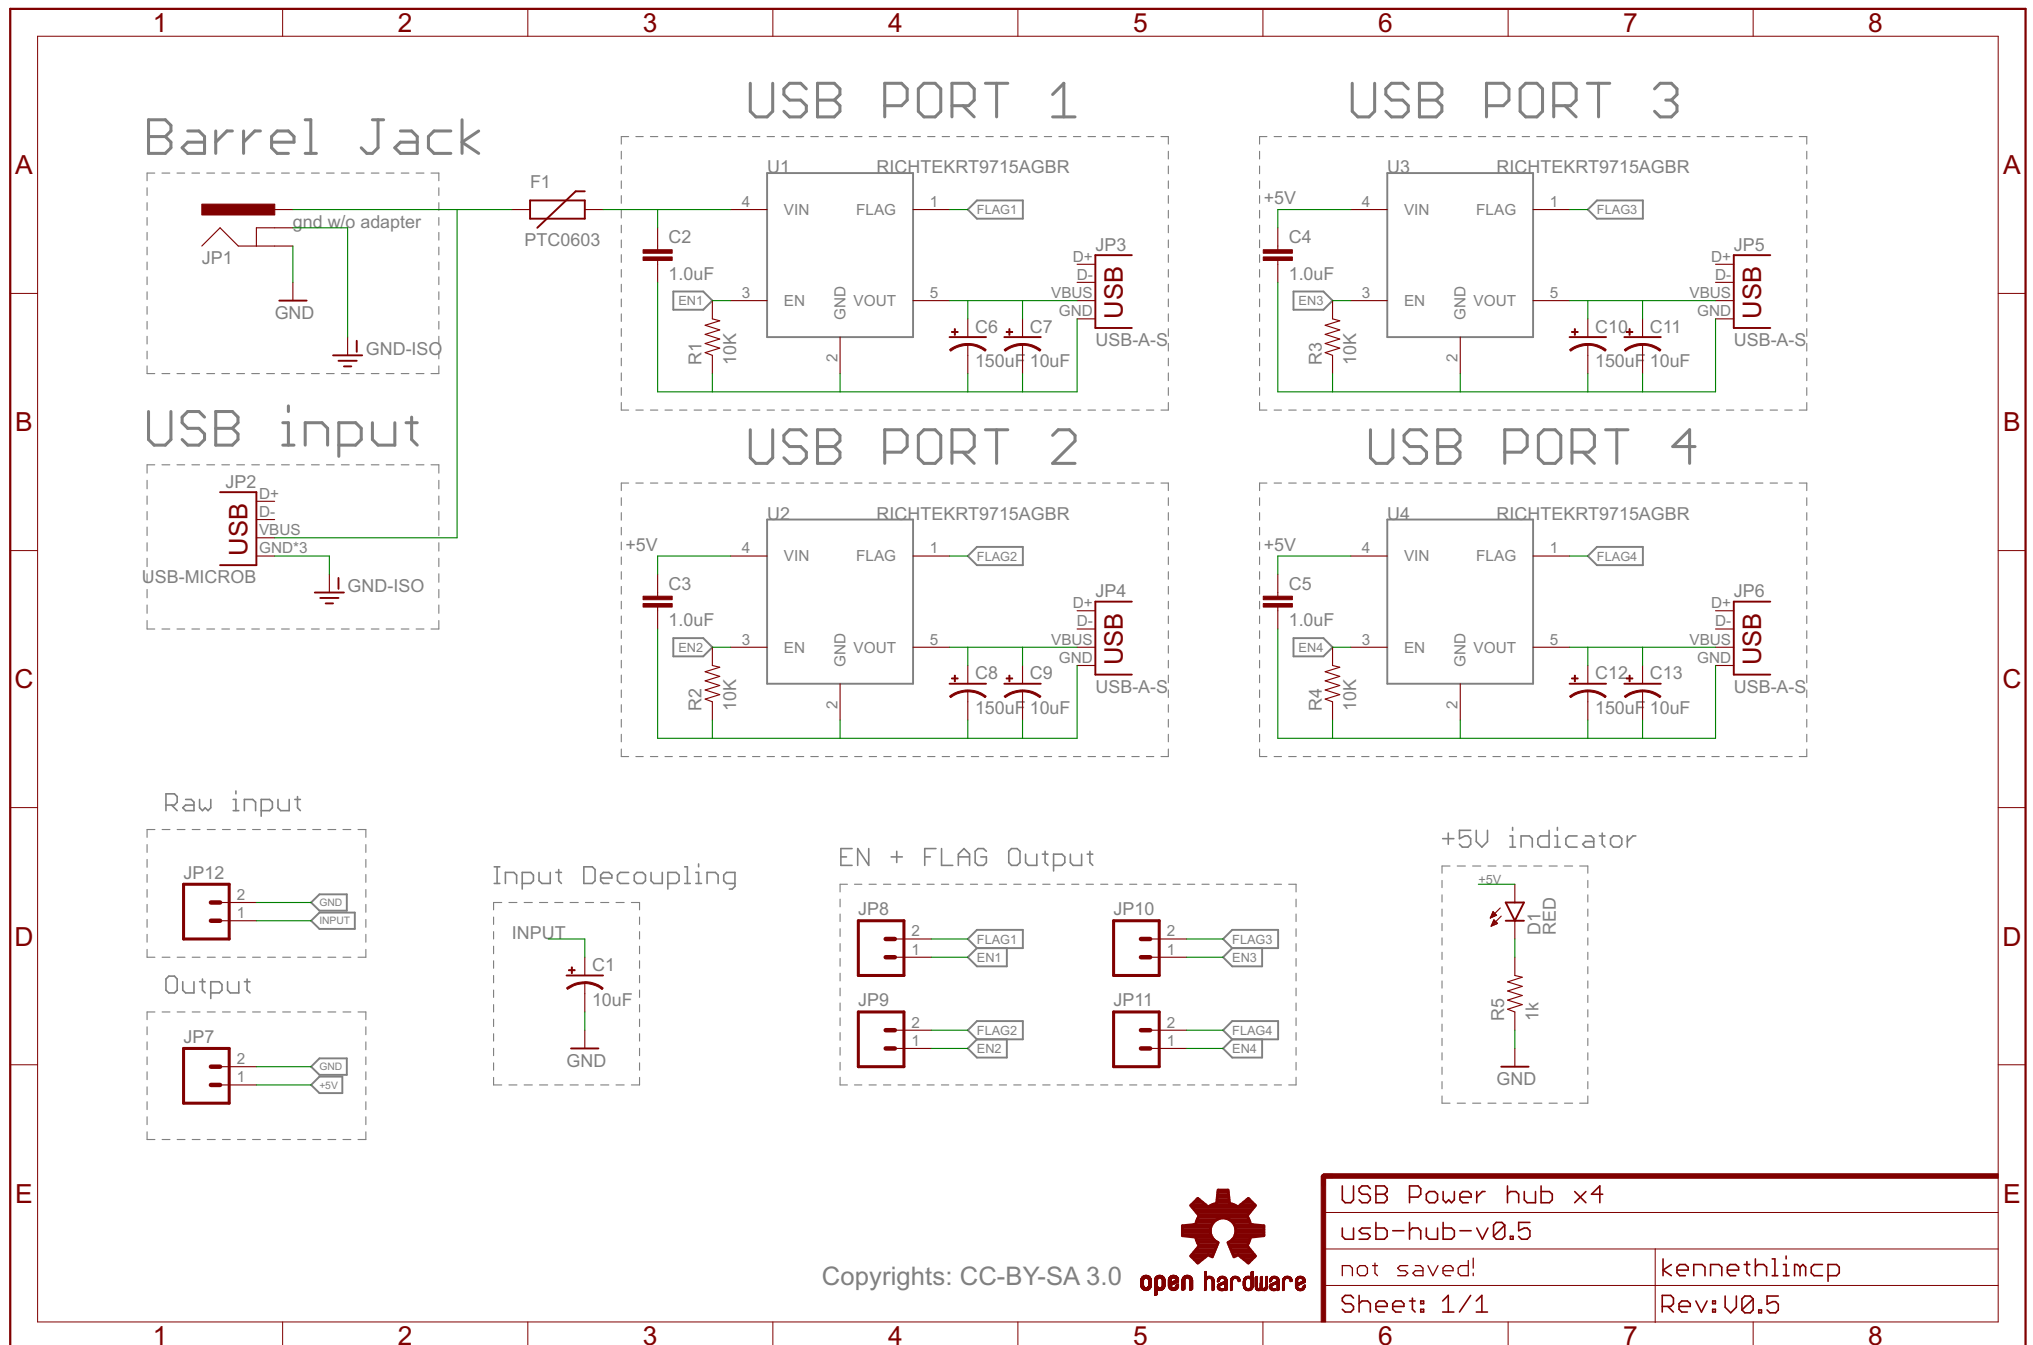 1 2 3 4 5 6 7 8
A A
B B
C C
D D
E E
Barrel Jack
gnd w/o adapter
JP1
GND
GND-ISO
F1
PTC0603
USB input
JP2
D+
D-
VBUS
GND*3
USB
USB-MICROB
GND-ISO
USB PORT 1
U1 RICHTEKRT9715AGBR
4 VIN FLAG 1 FLAG1
C2
1.0uF
EN1 3 EN GND VOUT 5
R1 10K
2
C6 C7
150uF 10uF
JP3
D+
D-
VBUS
GND
USB
USB-A-S
USB PORT 3
U3 RICHTEKRT9715AGBR
+5V 4 VIN FLAG 1 FLAG3
C4
1.0uF
EN3 3 EN GND VOUT 5
R3 10K
2
C10 C11
150uF 10uF
JP5
D+
D-
VBUS
GND
USB
USB-A-S
USB PORT 2
U2 RICHTEKRT9715AGBR
+5V 4 VIN FLAG 1 FLAG2
C3
1.0uF
EN2 3 EN GND VOUT 5
R2 10K
2
C8 C9
150uF 10uF
JP4
D+
D-
VBUS
GND
USB
USB-A-S
USB PORT 4
U4 RICHTEKRT9715AGBR
+5V 4 VIN FLAG 1 FLAG4
C5
1.0uF
EN4 3 EN GND VOUT 5
R4 10K
2
C12 C13
150uF 10uF
JP6
D+
D-
VBUS
GND
USB
USB-A-S
Raw input
JP12
2 GND
1 INPUT
Output
JP7
2 GND
1 +5V
Input Decoupling
INPUT
C1
10uF
GND
EN + FLAG Output
JP8
2 FLAG1
1 EN1
JP10
2 FLAG3
1 EN3
JP9
2 FLAG2
1 EN2
JP11
2 FLAG4
1 EN4
+5V indicator
+5V
D1
RED
R5
1k
GND
Copyrights: CC-BY-SA 3.0
open hardware
USB Power hub x4
usb-hub-v0.5
not saved! kennethlimcp
Sheet: 1/1 Rev:V0.5
1 2 3 4 5 6 7 8